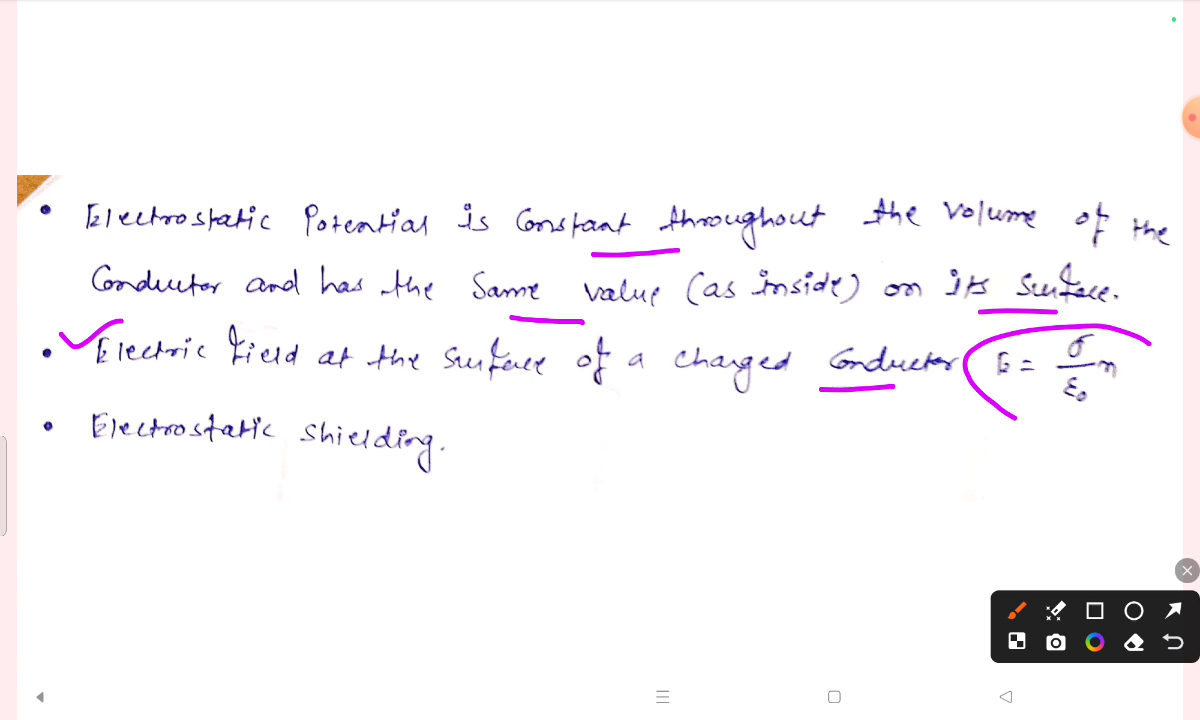 • Electrostatic Potential is Constant throughout the Volume of the
Conductor and has the Same value (as inside) on its Surface.
• Electric field at the Surface of a charged Conductor E = σ/ε₀ n
• Electrostatic Shielding.